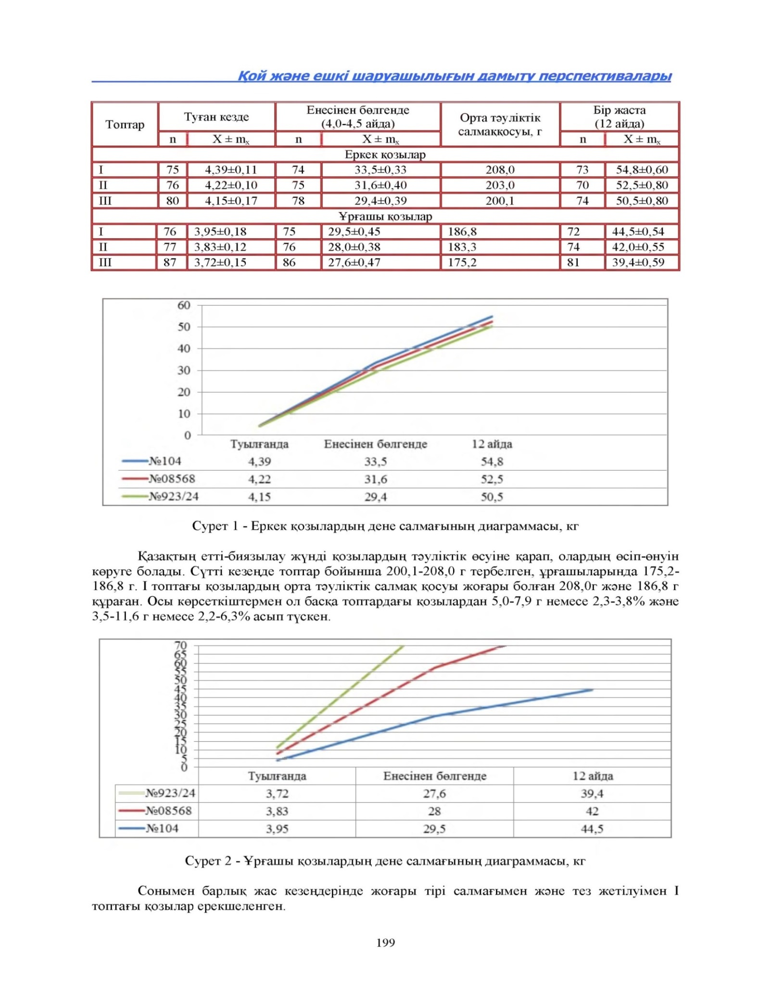 Қой және ешкі шаруашылығын дамыту перспективалары
Топтар Туған кезде Енесінен бөлгенде (4,0-4,5 айда) Орта тәуліктік салмаққосуы, г Бір жаста (12 айда)
n X ± mx n X ± mx n X ± mx
Еркек қозылар
I 75 4,39±0,11 74 33,5±0,33 208,0 73 54,8±0,60
II 76 4,22±0,10 75 31,6±0,40 203,0 70 52,5±0,80
III 80 4,15±0,17 78 29,4±0,39 200,1 74 50,5±0,80
Ұрғашы қозылар
I 76 3,95±0,18 75 29,5±0,45 186,8 72 44,5±0,54
II 77 3,83±0,12 76 28,0±0,38 183,3 74 42,0±0,55
III 87 3,72±0,15 86 27,6±0,47 175,2 81 39,4±0,59
60
50
40
30
20
10
0
Туылғанда Енесінен бөлгенде 12 айда
№104 4,39 33,5 54,8
№08568 4,22 31,6 52,5
№923/24 4,15 29,4 50,5
Сурет 1 - Еркек қозылардың дене салмағының диаграммасы, кг
Қазақтың етті-биязылау жүнді қозылардың тәуліктік өсуіне қарап, олардың өсіп-өнуін
көруге болады. Сүтті кезеңде топтар бойынша 200,1-208,0 г тербелген, ұрғашыларында 175,2-
186,8 г. I топтағы қозылардың орта тәуліктік салмақ қосуы жоғары болған 208,0г және 186,8 г
құраған. Осы көрсеткіштермен ол басқа топтардағы қозылардан 5,0-7,9 г немесе 2,3-3,8% және
3,5-11,6 г немесе 2,2-6,3% асып түскен.
70
65
60
55
50
45
40
35
30
25
20
15
10
5
0
Туылғанда Енесінен бөлгенде 12 айда
№923/24 3,72 27,6 39,4
№08568 3,83 28 42
№104 3,95 29,5 44,5
Сурет 2 - Ұрғашы қозылардың дене салмағының диаграммасы, кг
Сонымен барлық жас кезеңдерінде жоғары тірі салмағымен және тез жетілуімен I
топтағы қозылар ерекшеленген.
199